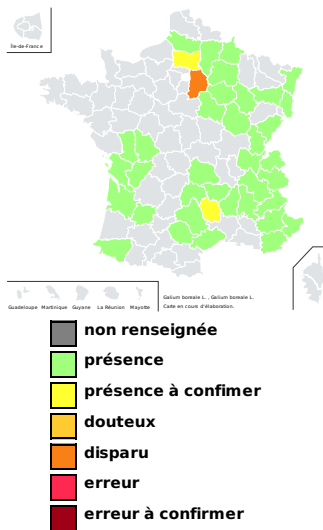 Île-de-France
Guadeloupe Martinique Guyane La Réunion Mayotte
Galium boreale L. , Galium boreale L.
Carte en cours d'élaboration.
non renseignée
présence
présence à confimer
douteux
disparu
erreur
erreur à confirmer